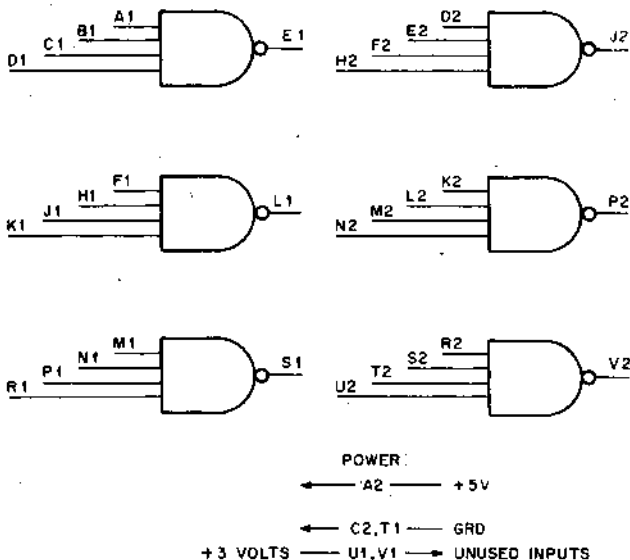 A1
B1
C1
D1
E1
D2
E2
F2
H2
J2
F1
H1
J1
K1
L1
K2
L2
M2
N2
P2
M1
N1
P1
R1
S1
R2
S2
T2
U2
V2
POWER:
A2 +5V
C2,T1 GRD
+3 VOLTS U1,V1 UNUSED INPUTS